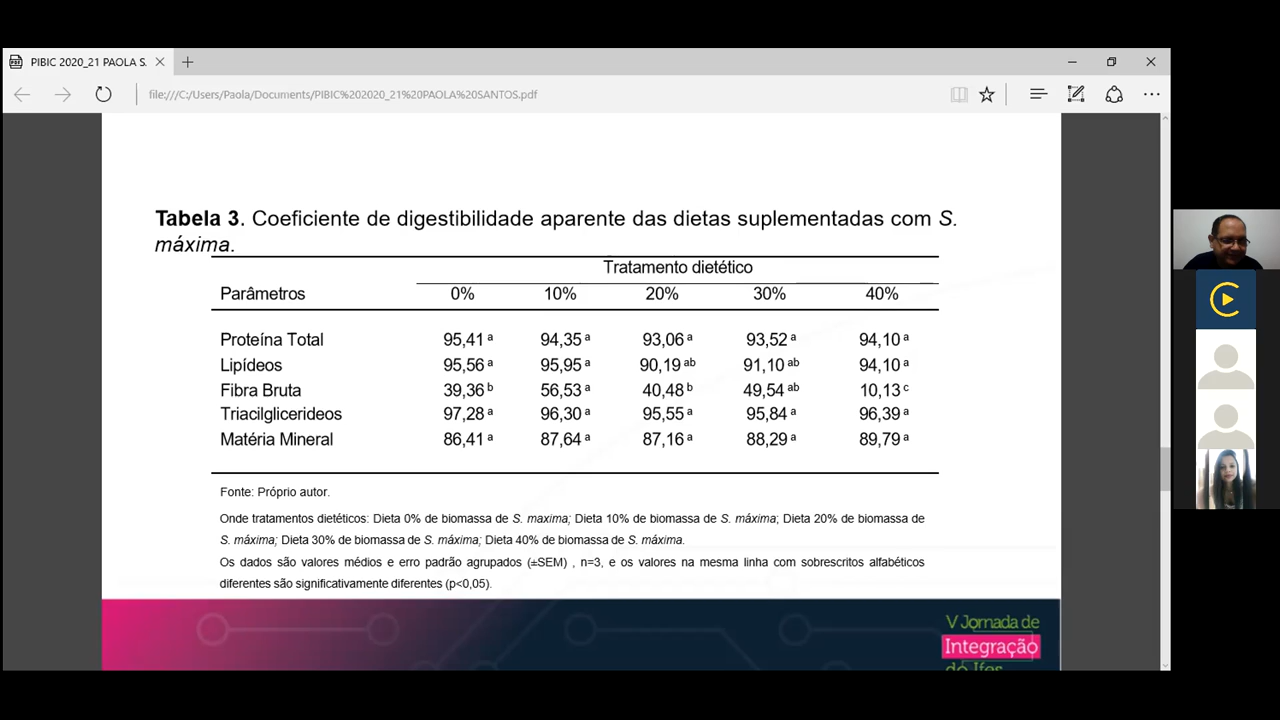 PIBIC 2020_21 PAOLA S.
file:///C:/Users/Paola/Documents/PIBIC%202020_21%20PAOLA%20SANTOS.pdf
Tabela 3. Coeficiente de digestibilidade aparente das dietas suplementadas com S.
máxima.
Tratamento dietético
Parâmetros 0% 10% 20% 30% 40%
Proteína Total 95,41 a 94,35 a 93,06 a 93,52 a 94,10 a
Lipídeos 95,56 a 95,95 a 90,19 ab 91,10 ab 94,10 a
Fibra Bruta 39,36 b 56,53 a 40,48 b 49,54 ab 10,13 c
Triacilglicerideos 97,28 a 96,30 a 95,55 a 95,84 a 96,39 a
Matéria Mineral 86,41 a 87,64 a 87,16 a 88,29 a 89,79 a
Fonte: Próprio autor.
Onde tratamentos dietéticos: Dieta 0% de biomassa de S. maxima; Dieta 10% de biomassa de S. máxima; Dieta 20% de biomassa de
S. máxima; Dieta 30% de biomassa de S. máxima; Dieta 40% de biomassa de S. máxima.
Os dados são valores médios e erro padrão agrupados (±SEM) , n=3, e os valores na mesma linha com sobrescritos alfabéticos
diferentes são significativamente diferentes (p<0,05).
V Jornada de
Integração
do Ifes